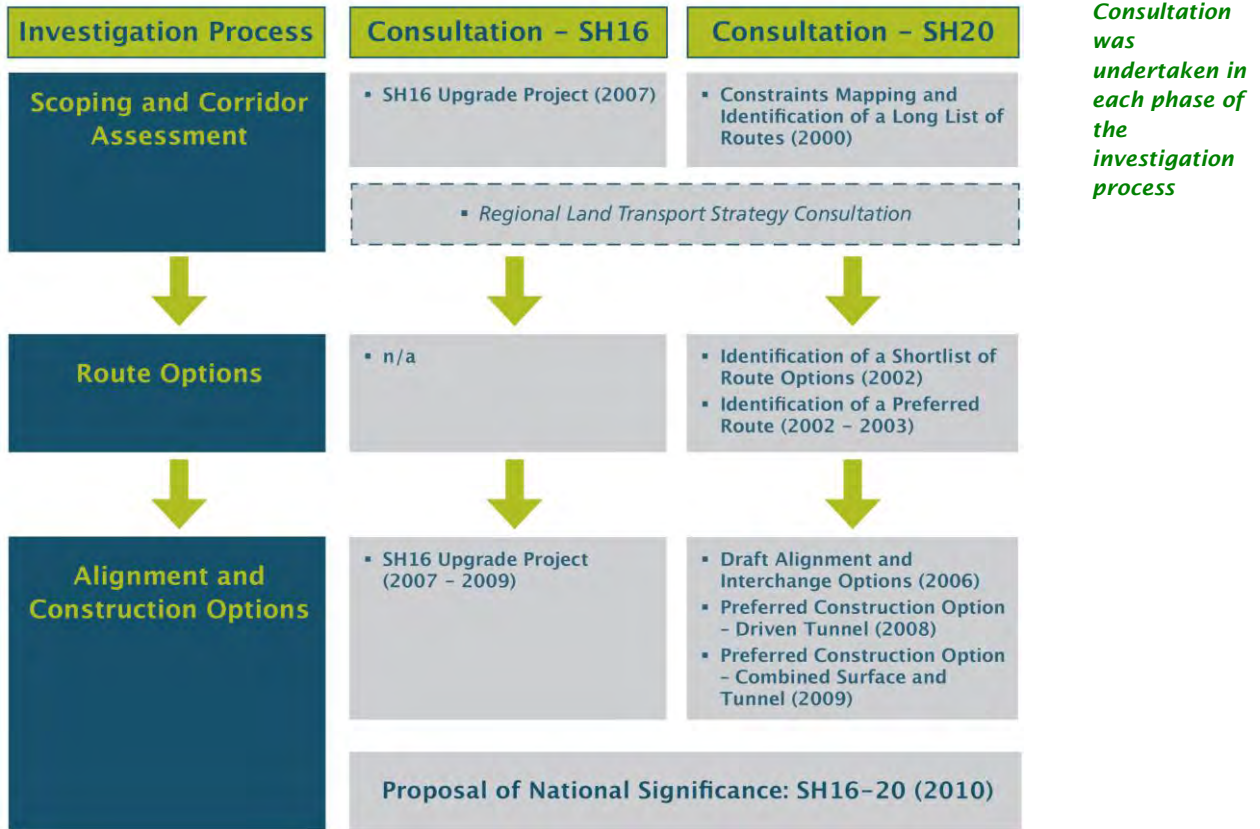 Investigation Process
Consultation – SH16
Consultation – SH20
Scoping and Corridor
Assessment
▪ SH16 Upgrade Project (2007)
▪ Constraints Mapping and
Identification of a Long List of
Routes (2000)
▪ Regional Land Transport Strategy Consultation
Route Options
▪ n/a
▪ Identification of a Shortlist of
Route Options (2002)
▪ Identification of a Preferred
Route (2002 – 2003)
Alignment and
Construction Options
▪ SH16 Upgrade Project
(2007 – 2009)
▪ Draft Alignment and
Interchange Options (2006)
▪ Preferred Construction Option
– Driven Tunnel (2008)
▪ Preferred Construction Option
– Combined Surface and
Tunnel (2009)
Proposal of National Significance: SH16–20 (2010)
Consultation
was
undertaken in
each phase of
the
investigation
process